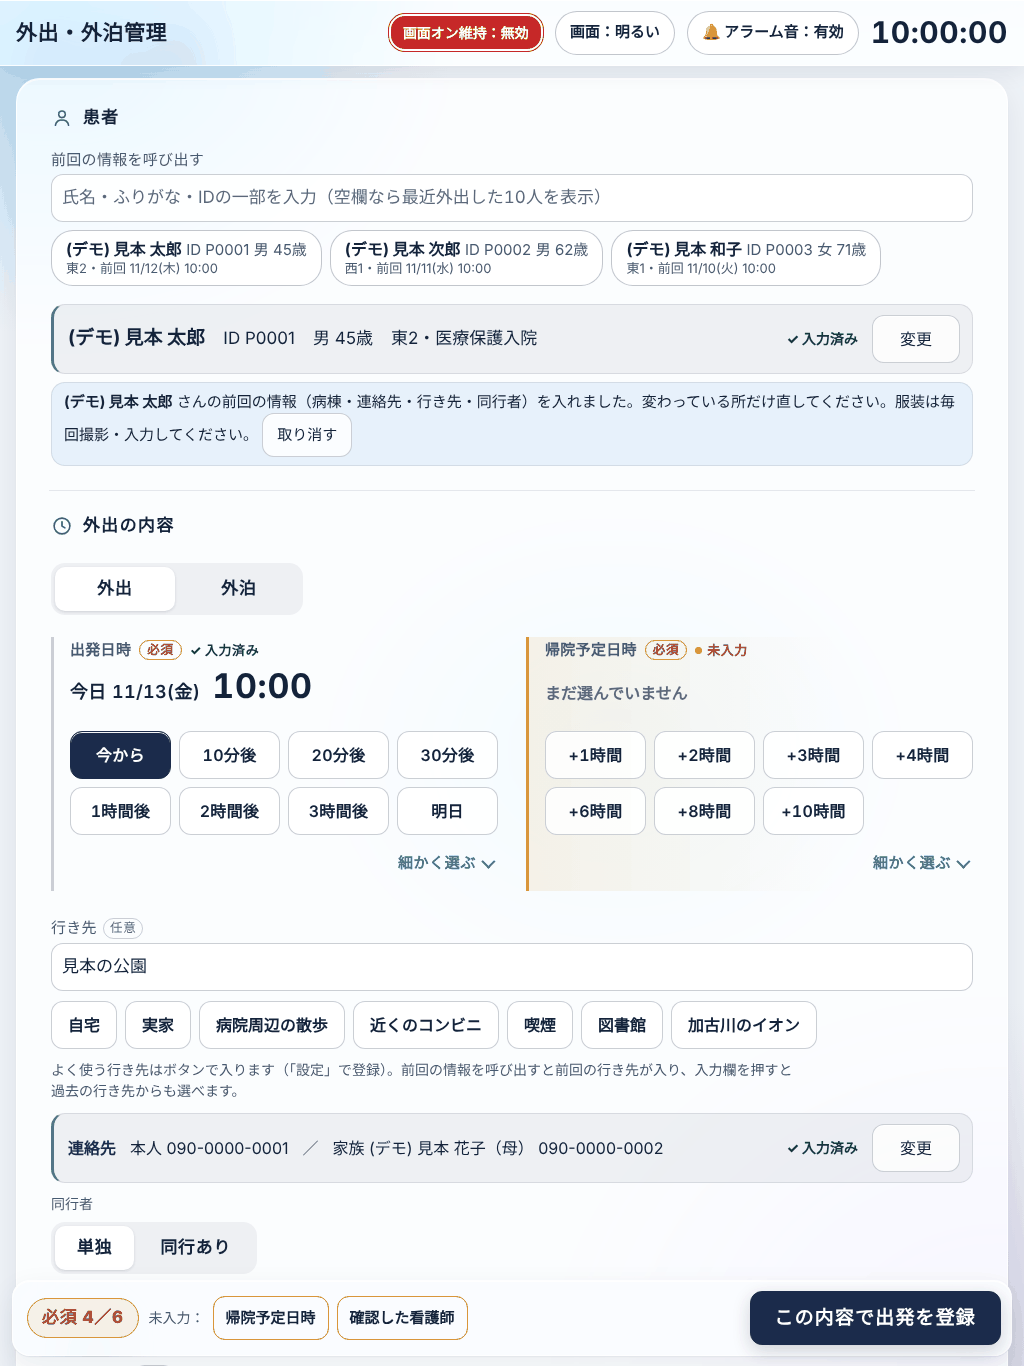 外出・外泊管理
画面オン維持：無効
画面：明るい
🔔 アラーム音：有効
10:00:00
患者
前回の情報を呼び出す
氏名・ふりがな・IDの一部を入力（空欄なら最近外出した10人を表示）
(デモ) 見本 太郎 ID P0001 男 45歳
東2・前回 11/12(木) 10:00
(デモ) 見本 次郎 ID P0002 男 62歳
西1・前回 11/11(水) 10:00
(デモ) 見本 和子 ID P0003 女 71歳
東1・前回 11/10(火) 10:00
(デモ) 見本 太郎 ID P0001 男 45歳 東2・医療保護入院
✓ 入力済み
変更
(デモ) 見本 太郎 さんの前回の情報（病棟・連絡先・行き先・同行者）を入れました。変わっている所だけ直してください。服装は毎
回撮影・入力してください。 取り消す
外出の内容
外出
外泊
出発日時 必須 ✓ 入力済み
今日 11/13(金) 10:00
今から
10分後
20分後
30分後
1時間後
2時間後
3時間後
明日
細かく選ぶ
帰院予定日時 必須 ● 未入力
まだ選んでいません
+1時間
+2時間
+3時間
+4時間
+6時間
+8時間
+10時間
細かく選ぶ
行き先 任意
見本の公園
自宅
実家
病院周辺の散歩
近くのコンビニ
喫煙
図書館
加古川のイオン
よく使う行き先はボタンで入ります（「設定」で登録）。前回の情報を呼び出すと前回の行き先が入り、入力欄を押すと
過去の行き先からも選べます。
連絡先 本人 090-0000-0001 ／ 家族 (デモ) 見本 花子（母） 090-0000-0002
✓ 入力済み
変更
同行者
単独
同行あり
必須 4／6
未入力：
帰院予定日時
確認した看護師
この内容で出発を登録